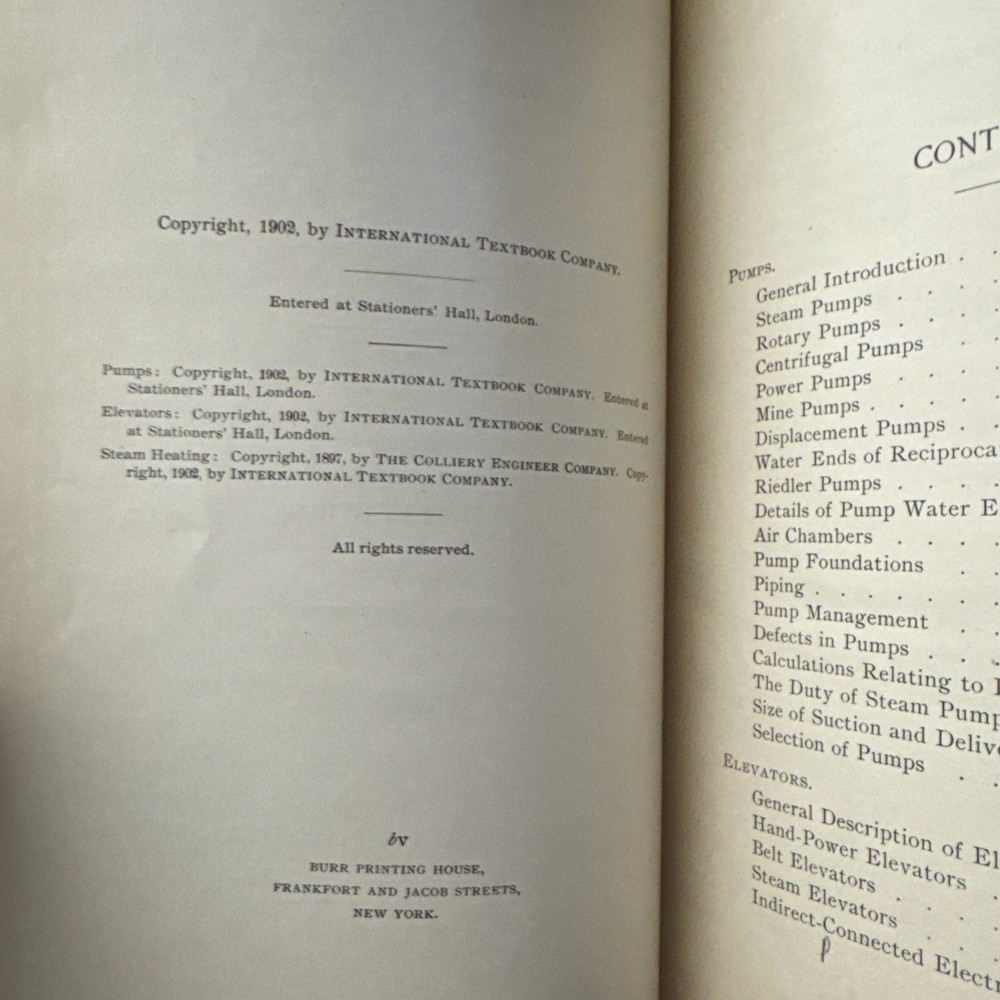 Copyright, 1902, by INTERNATIONAL TEXTBOOK COMPANY.
Entered at Stationers' Hall, London.
Pumps: Copyright, 1902, by INTERNATIONAL TEXTBOOK COMPANY. Entered at
Stationers' Hall, London.
Elevators: Copyright, 1902, by INTERNATIONAL TEXTBOOK COMPANY. Entered
at Stationers' Hall, London.
Steam Heating: Copyright, 1897, by THE COLLIERY ENGINEER COMPANY. Copy-
right, 1902, by INTERNATIONAL TEXTBOOK COMPANY.
All rights reserved.
bv
BURR PRINTING HOUSE,
FRANKFORT AND JACOB STREETS,
NEW YORK.
CONT
PUMPS.
General Introduction . .
Steam Pumps . . . .
Rotary Pumps . . . .
Centrifugal Pumps . .
Power Pumps . . . .
Mine Pumps . . . . .
Displacement Pumps . .
Water Ends of Reciproca
Riedler Pumps . . . .
Details of Pump Water E
Air Chambers . . . .
Pump Foundations . .
Piping . . . . . . .
Pump Management . .
Defects in Pumps . . .
Calculations Relating to
The Duty of Steam Pump
Size of Suction and Delive
Selection of Pumps . .
ELEVATORS.
General Description of El
Hand-Power Elevators .
Belt Elevators . . . .
Steam Elevators . . .
Indirect-Connected Electr